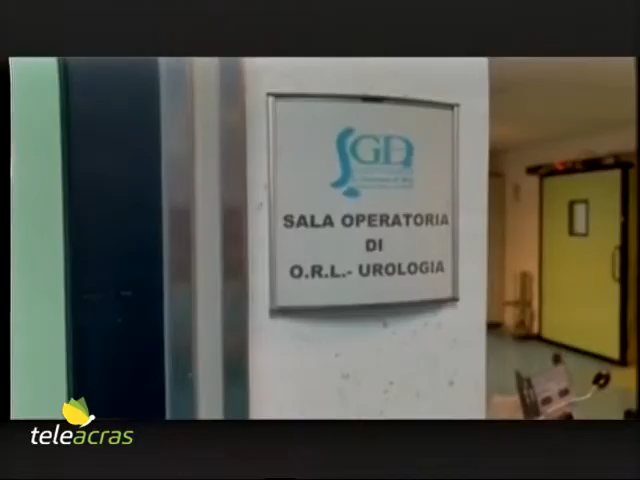 SGD
SALA OPERATORIA
DI
O.R.L.- UROLOGIA
teleacras